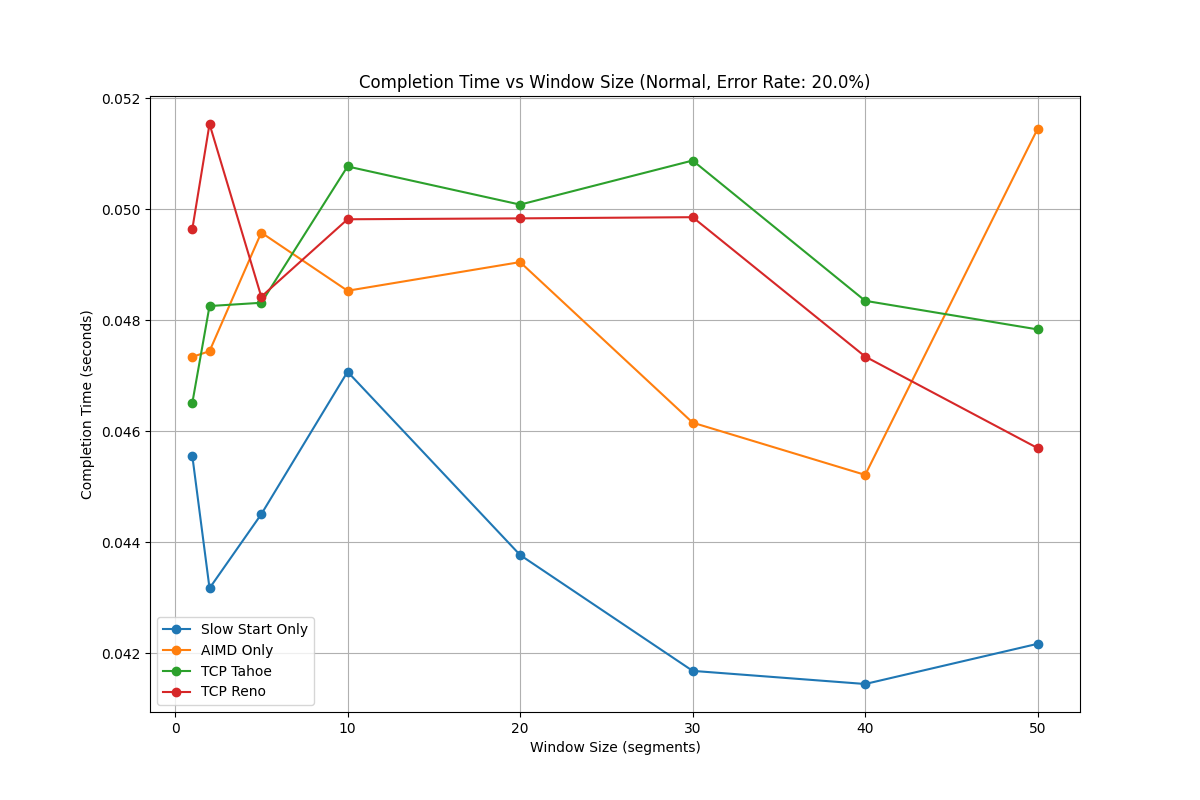 Completion Time vs Window Size (Normal, Error Rate: 20.0%)
0.052
0.050
0.048
0.046
0.044
0.042
Completion Time (seconds)
Slow Start Only
AIMD Only
TCP Tahoe
TCP Reno
0 10 20 30 40 50
Window Size (segments)